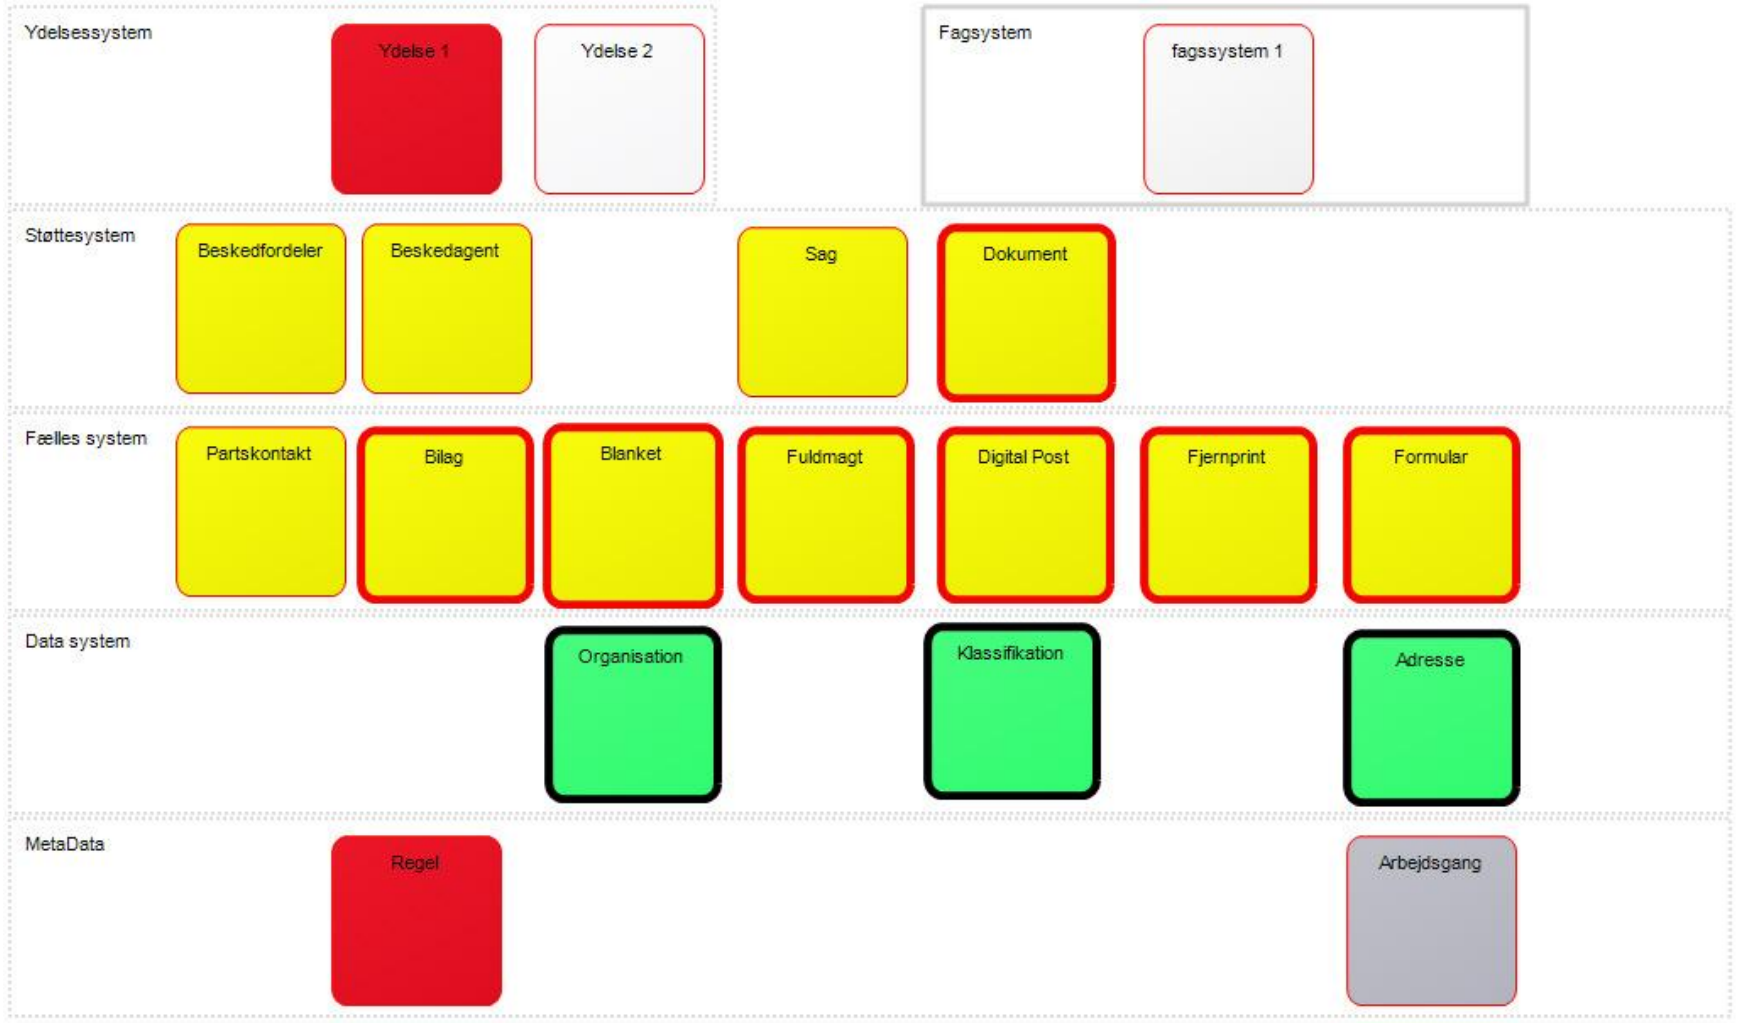 Ydelsessystem
Ydelse 1
Ydelse 2
Fagsystem
fagssystem 1
Støttesystem
Beskedfordeler
Beskedagent
Sag
Dokument
Fælles system
Partskontakt
Bilag
Blanket
Fuldmagt
Digital Post
Fjernprint
Formular
Data system
Organisation
Klassifikation
Adresse
MetaData
Regel
Arbejdsgang